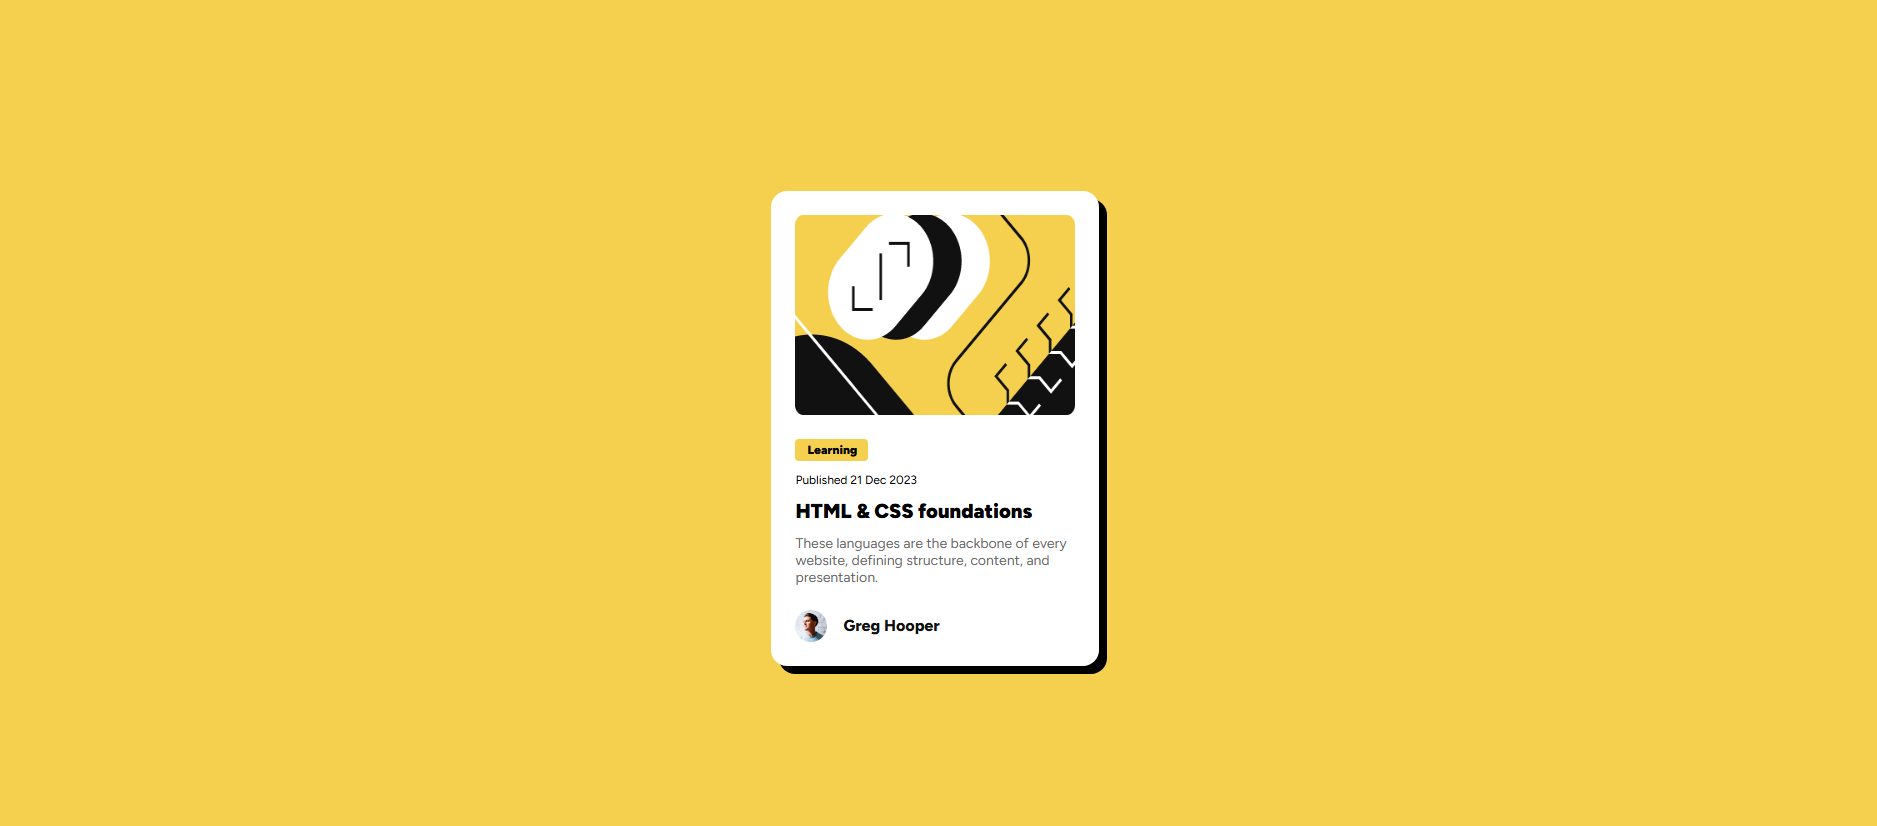 Learning
Published 21 Dec 2023
HTML & CSS foundations
These languages are the backbone of every
website, defining structure, content, and
presentation.
Greg Hooper